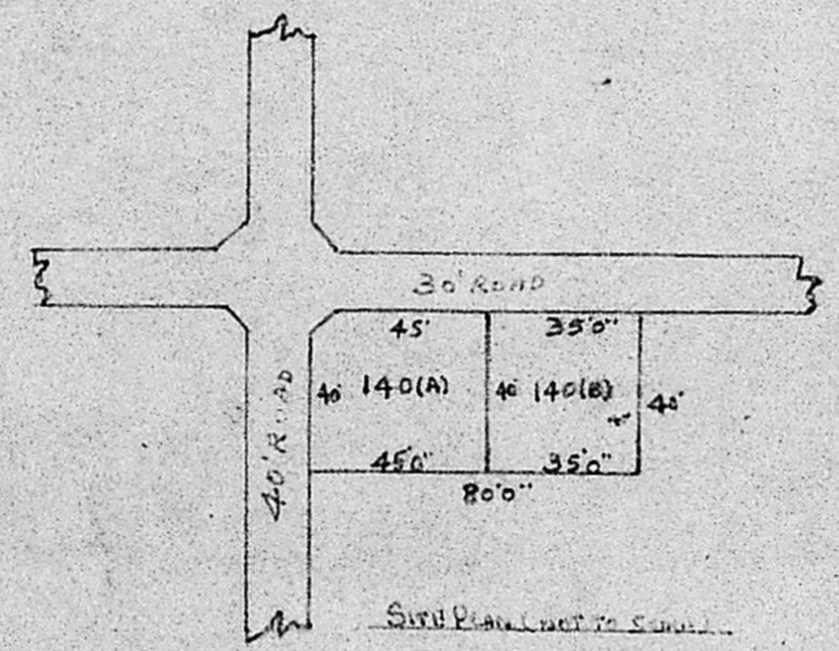 30' ROAD
45' 35'0"
40' 140(A) 40' 140(B) 40'
40' ROAD
45'0" 35'0"
80'0"
SITE PLAN (NOT TO SCALE)